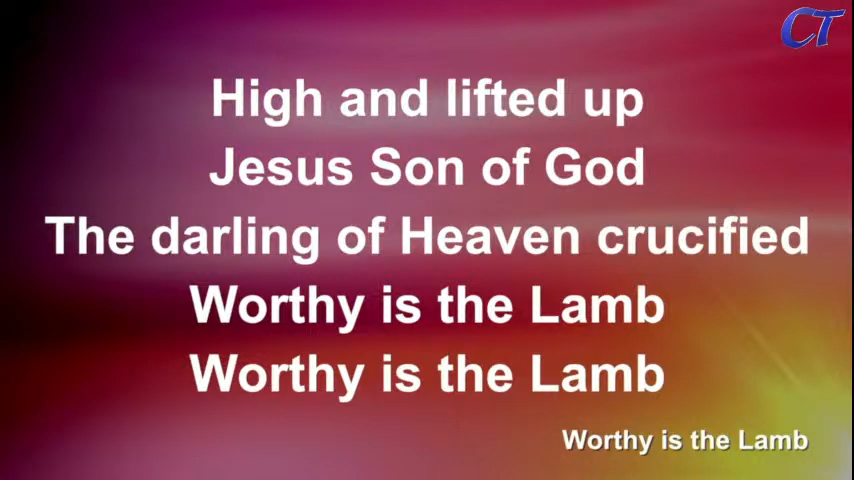 CT
High and lifted up
Jesus Son of God
The darling of Heaven crucified
Worthy is the Lamb
Worthy is the Lamb
Worthy is the Lamb